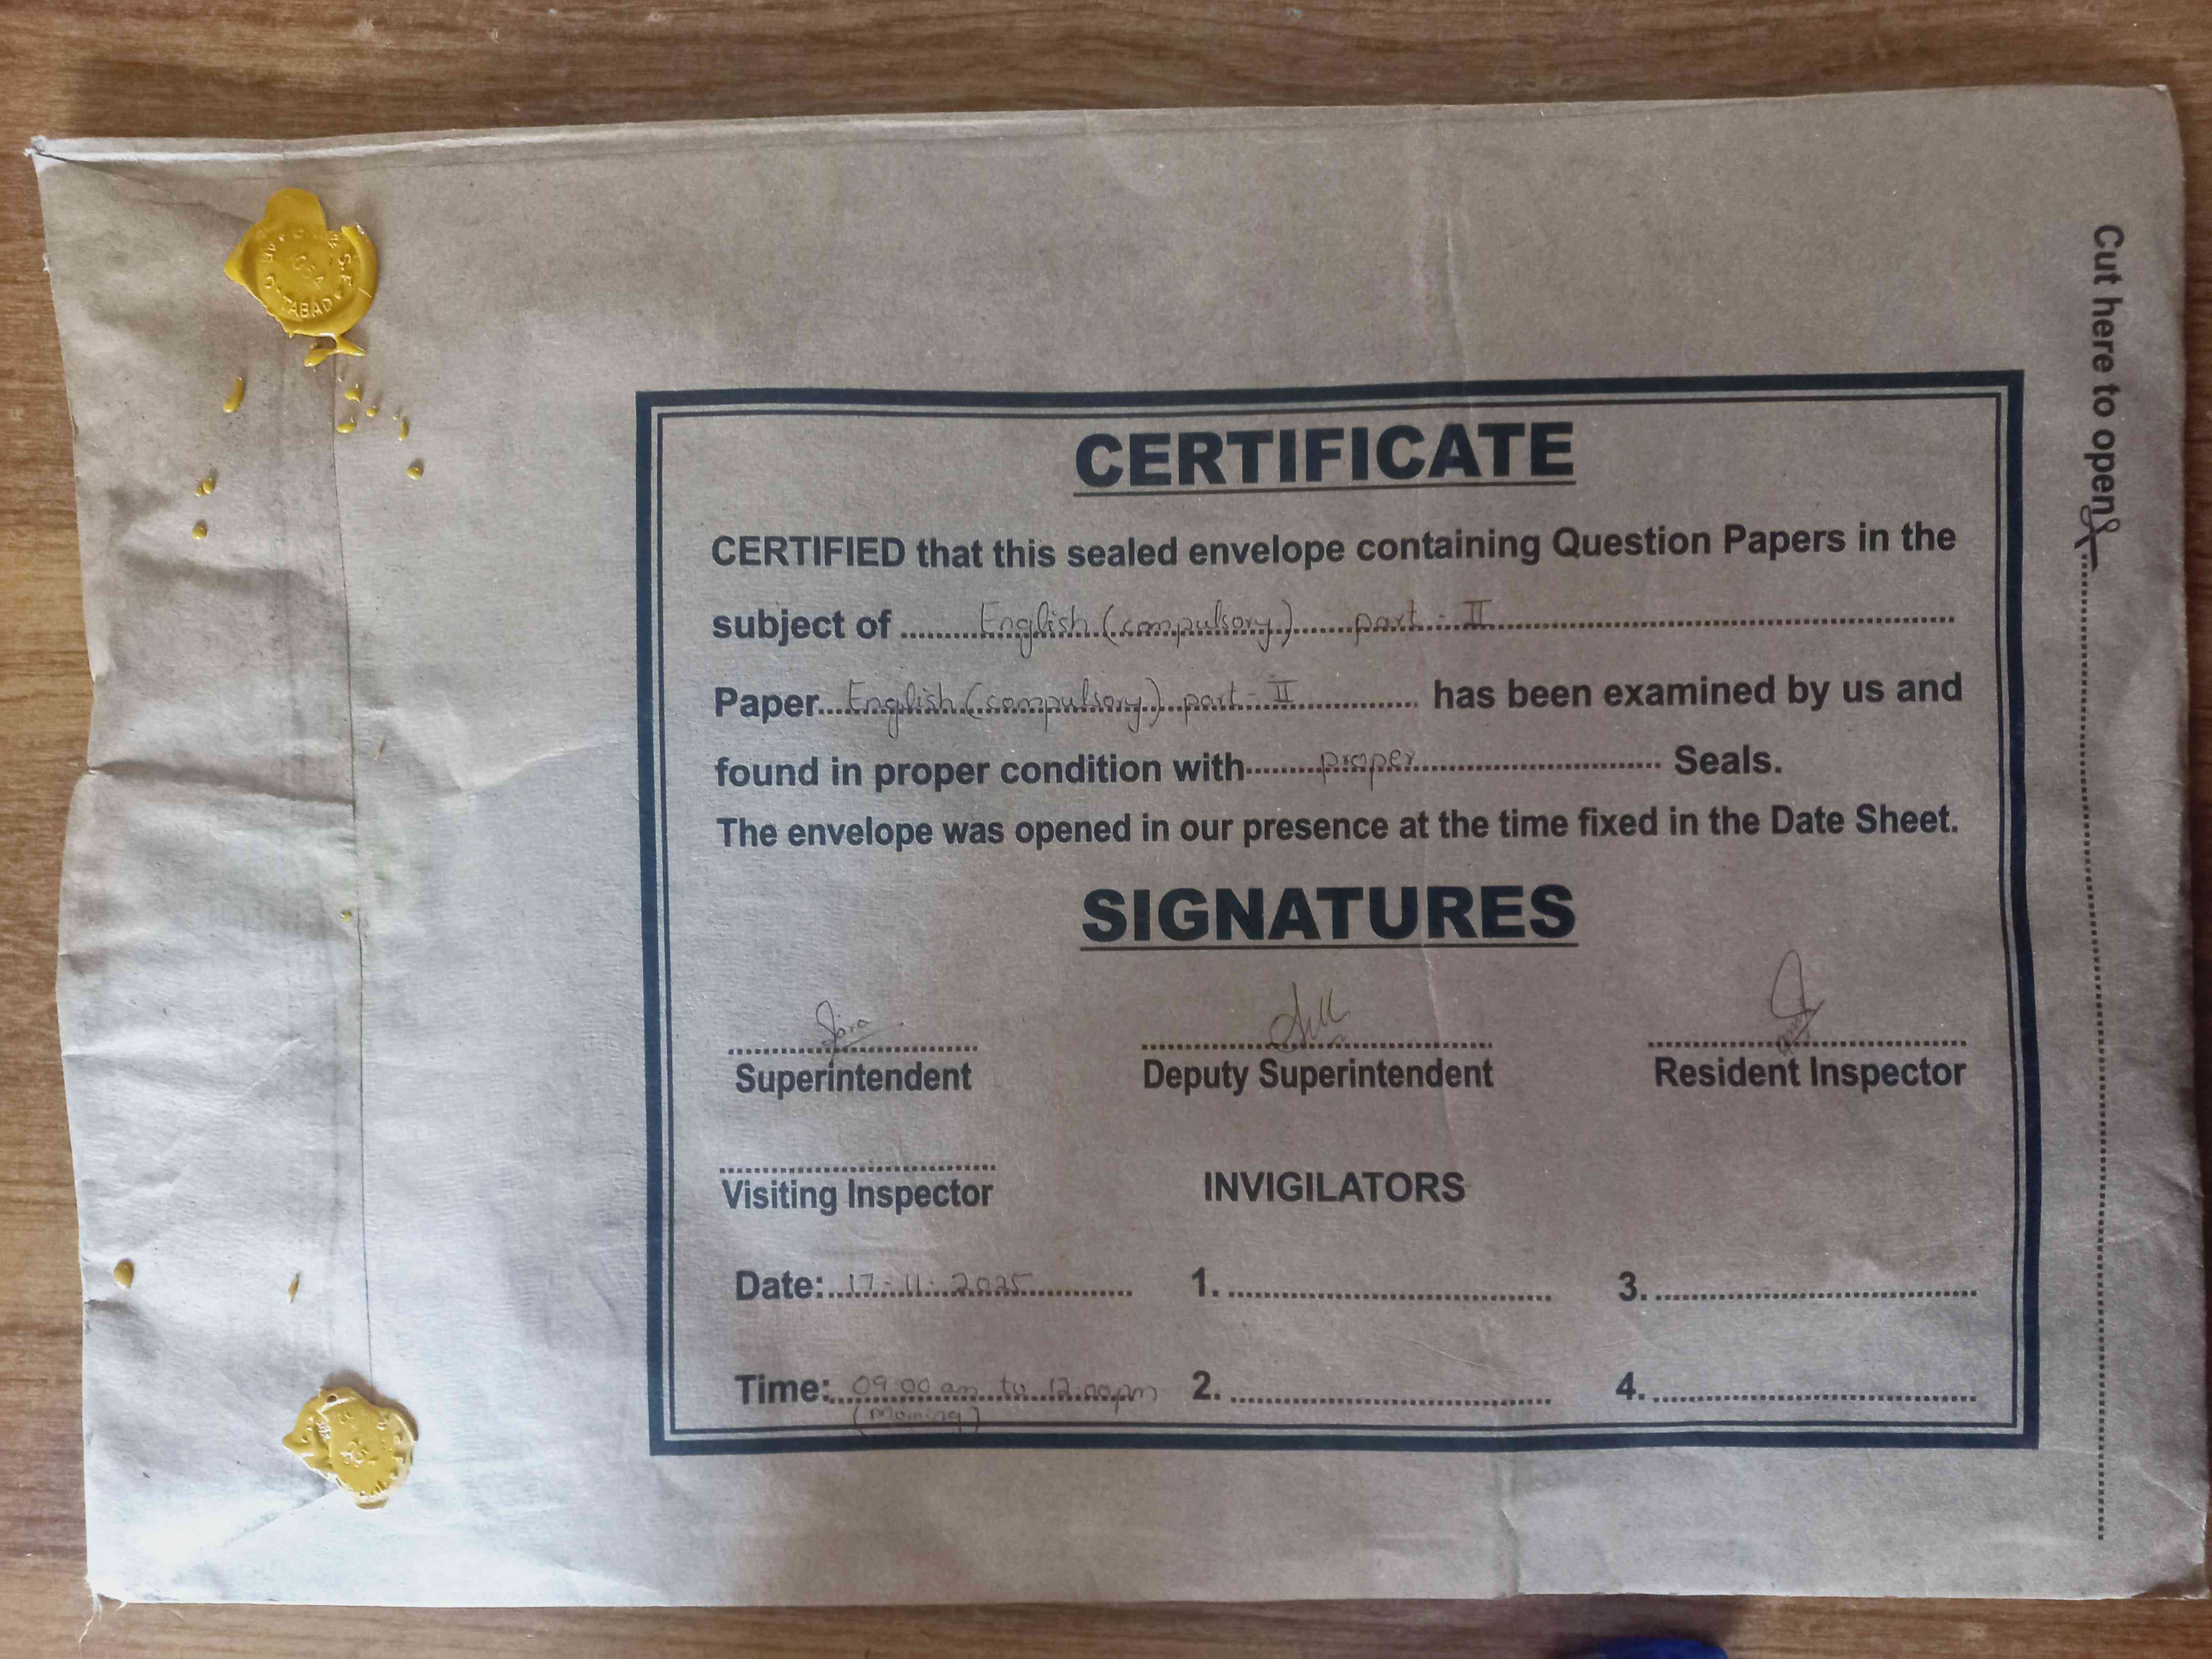 CERTIFICATE
CERTIFIED that this sealed envelope containing Question Papers in the
subject of English (compulsory) part - II
Paper English (compulsory) part - II has been examined by us and
found in proper condition with proper Seals.
The envelope was opened in our presence at the time fixed in the Date Sheet.
SIGNATURES
Superintendent Deputy Superintendent Resident Inspector
Visiting Inspector INVIGILATORS
Date: 17-11-2025 1. 3.
Time: 09:00 am to 12.00pm 2. 4.
(Morning)
Cut here to open